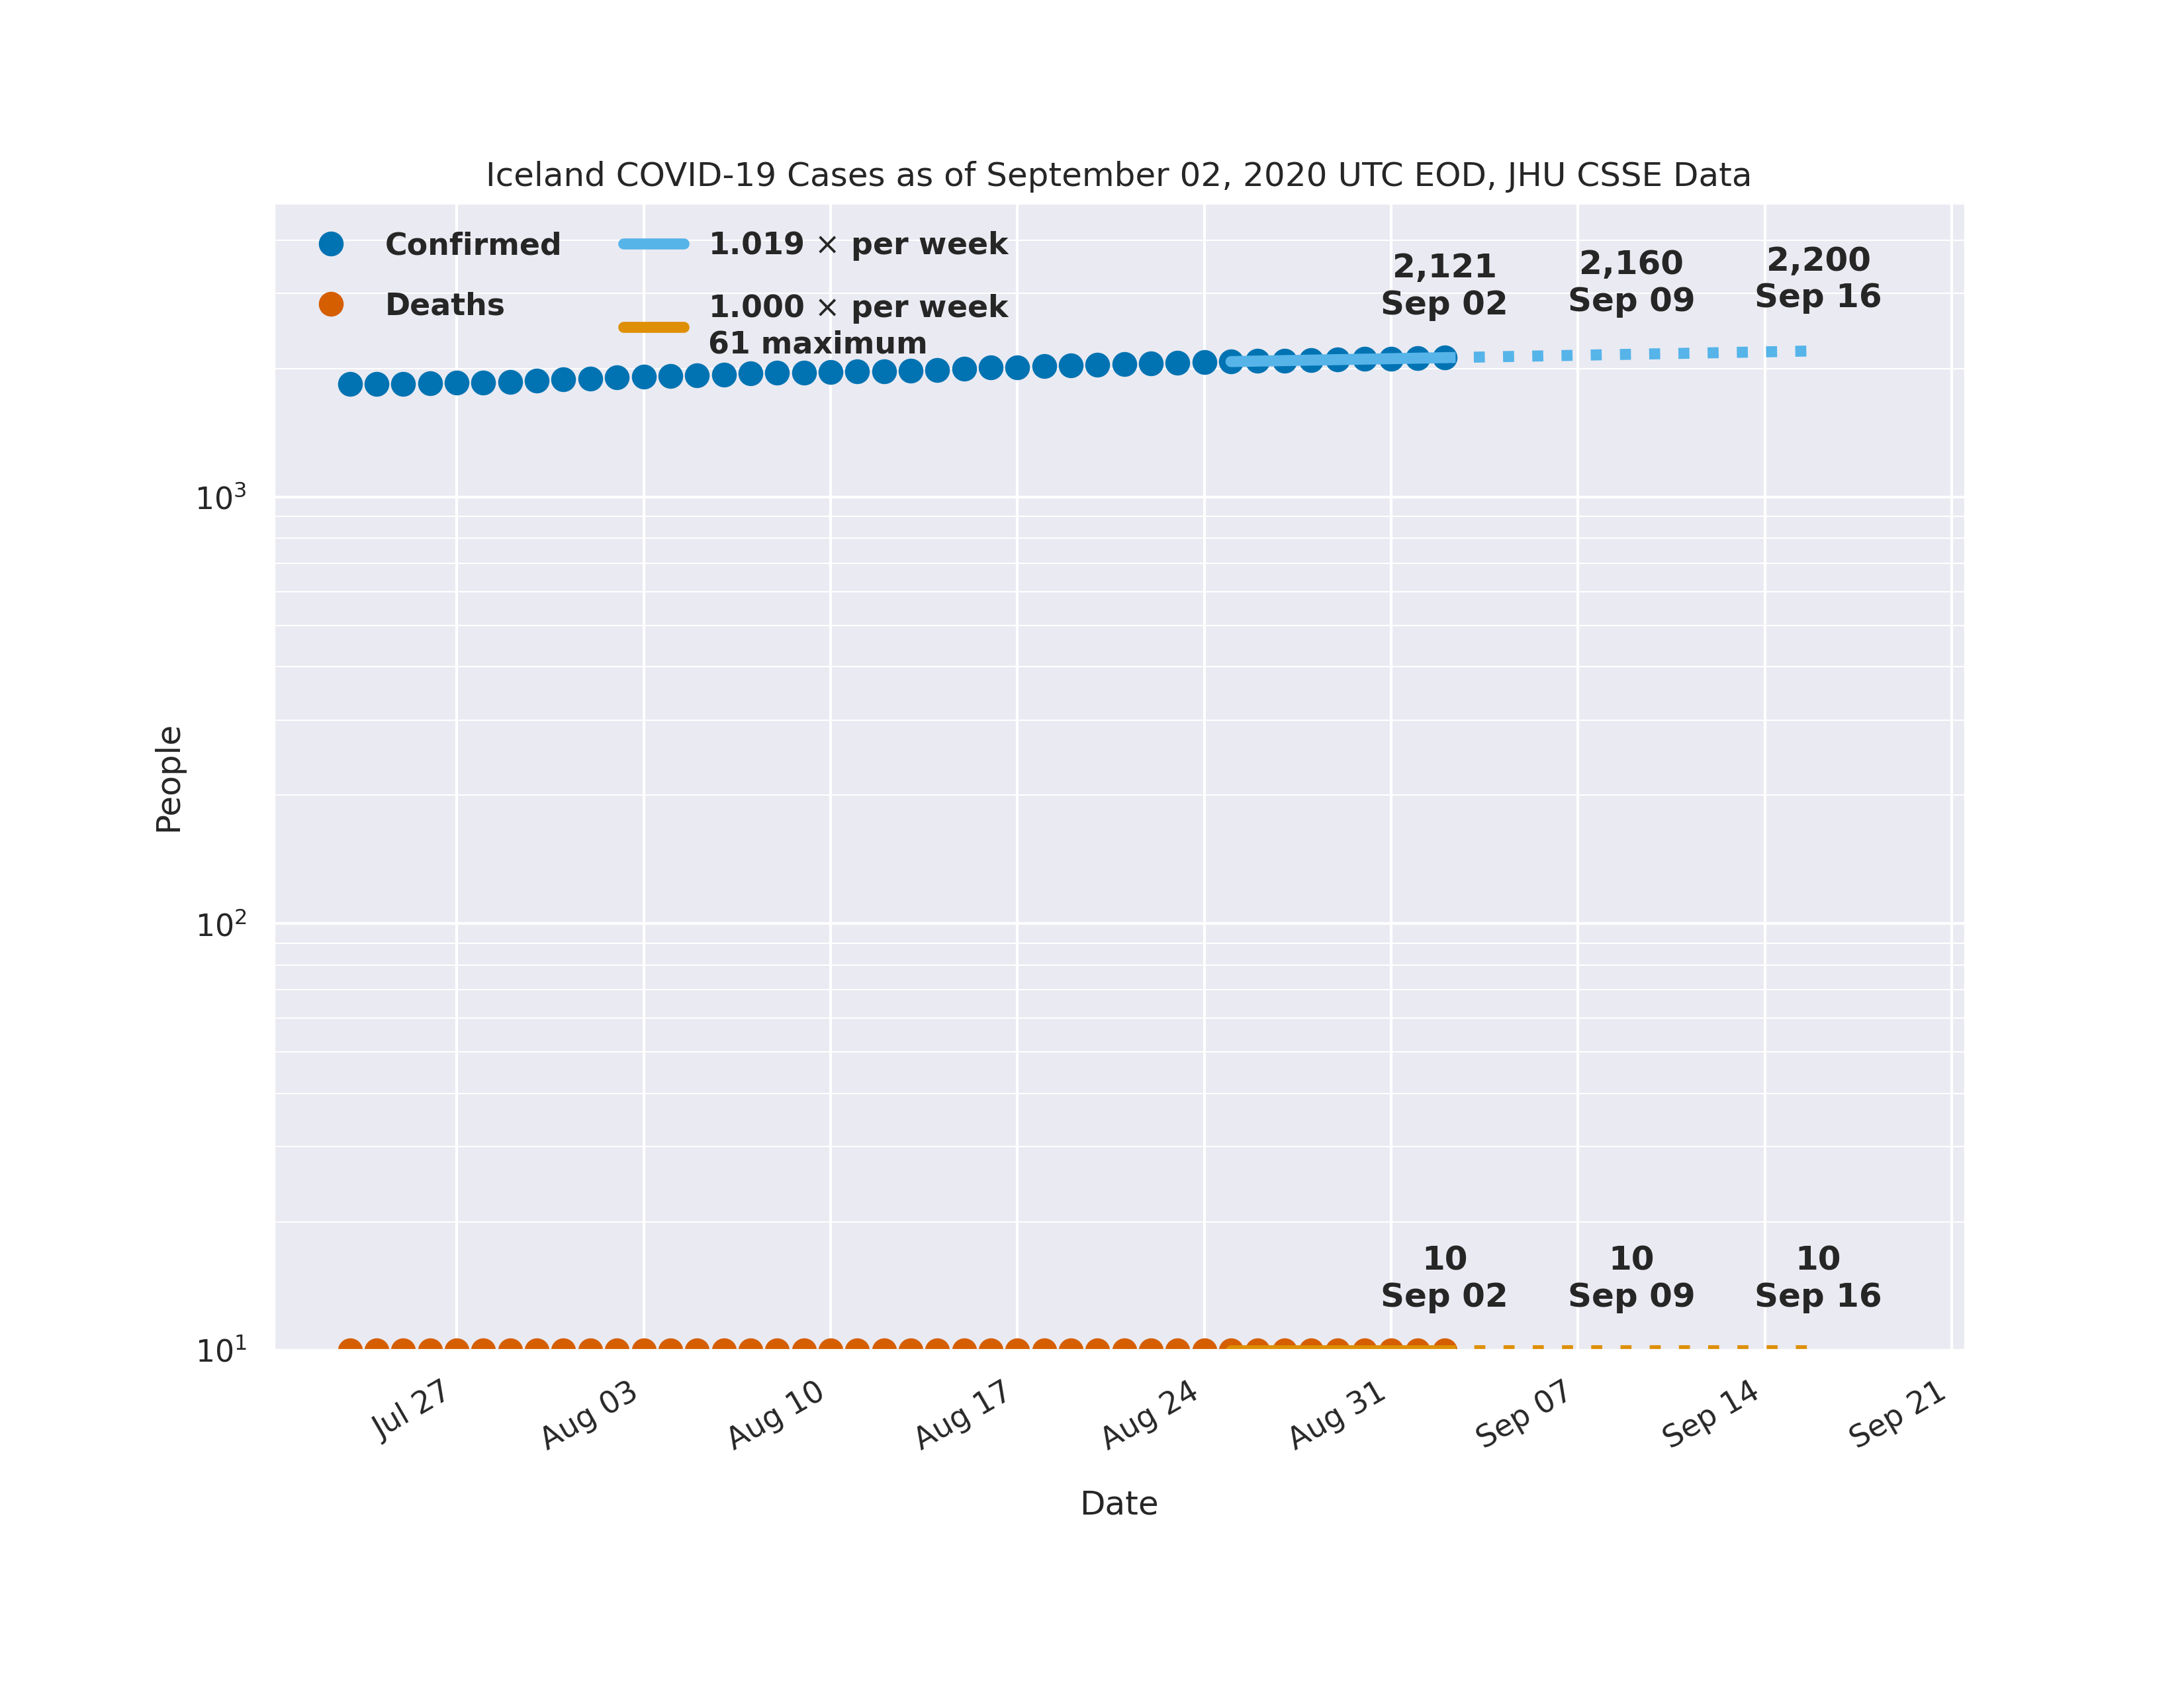 Iceland COVID-19 Cases as of September 02, 2020 UTC EOD, JHU CSSE Data
Confirmed
Deaths
1.019 × per week
1.000 × per week
61 maximum
2,121
Sep 02
2,160
Sep 09
2,200
Sep 16
10³
10²
10¹
People
10
Sep 02
10
Sep 09
10
Sep 16
Jul 27
Aug 03
Aug 10
Aug 17
Aug 24
Aug 31
Sep 07
Sep 14
Sep 21
Date